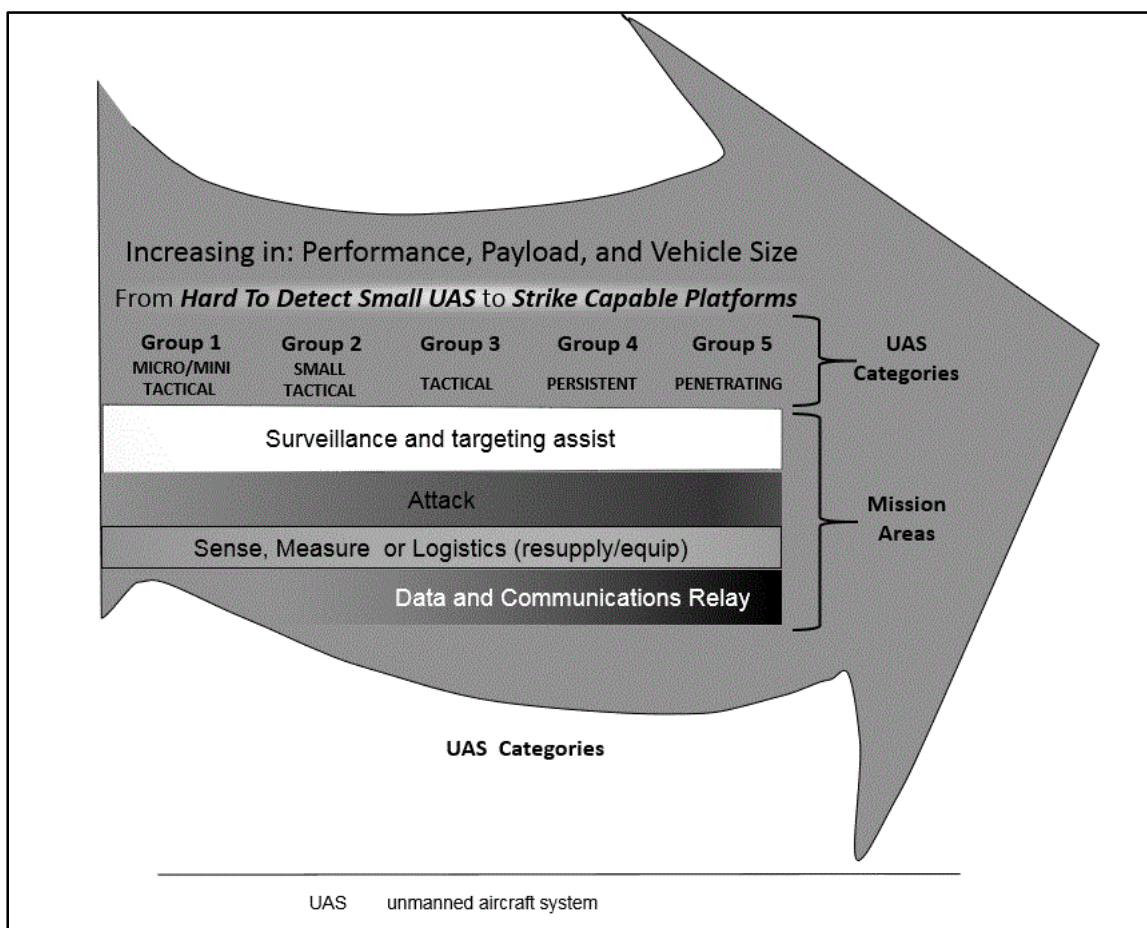 Increasing in: Performance, Payload, and Vehicle Size
From Hard To Detect Small UAS to Strike Capable Platforms
Group 1
MICRO/MINI
TACTICAL
Group 2
SMALL
TACTICAL
Group 3
TACTICAL
Group 4
PERSISTENT
Group 5
PENETRATING
UAS
Categories
Surveillance and targeting assist
Attack
Sense, Measure or Logistics (resupply/equip)
Data and Communications Relay
Mission
Areas
UAS Categories
UAS unmanned aircraft system